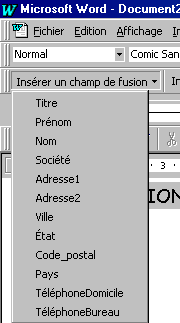 Microsoft Word - Document2
Fichier Edition Affichage
Normal Comic San
Insérer un champ de fusion
Titre
Prénom
Nom
Société
Adresse1
Adresse2
Ville
État
Code_postal
Pays
TéléphoneDomicile
TéléphoneBureau
3
ION